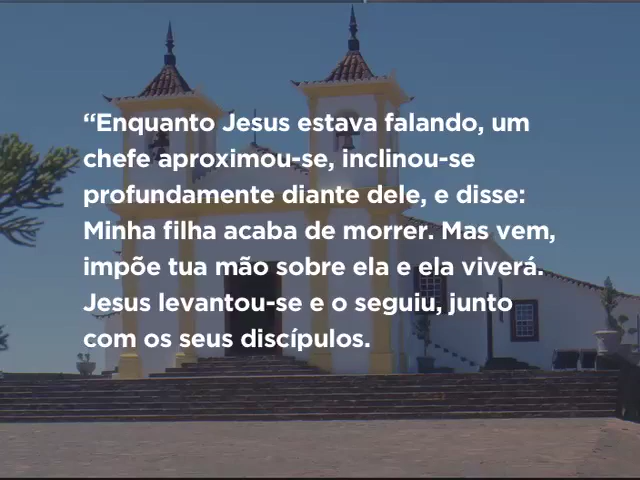 “Enquanto Jesus estava falando, um
chefe aproximou-se, inclinou-se
profundamente diante dele, e disse:
Minha filha acaba de morrer. Mas vem,
impõe tua mão sobre ela e ela viverá.
Jesus levantou-se e o seguiu, junto
com os seus discípulos.